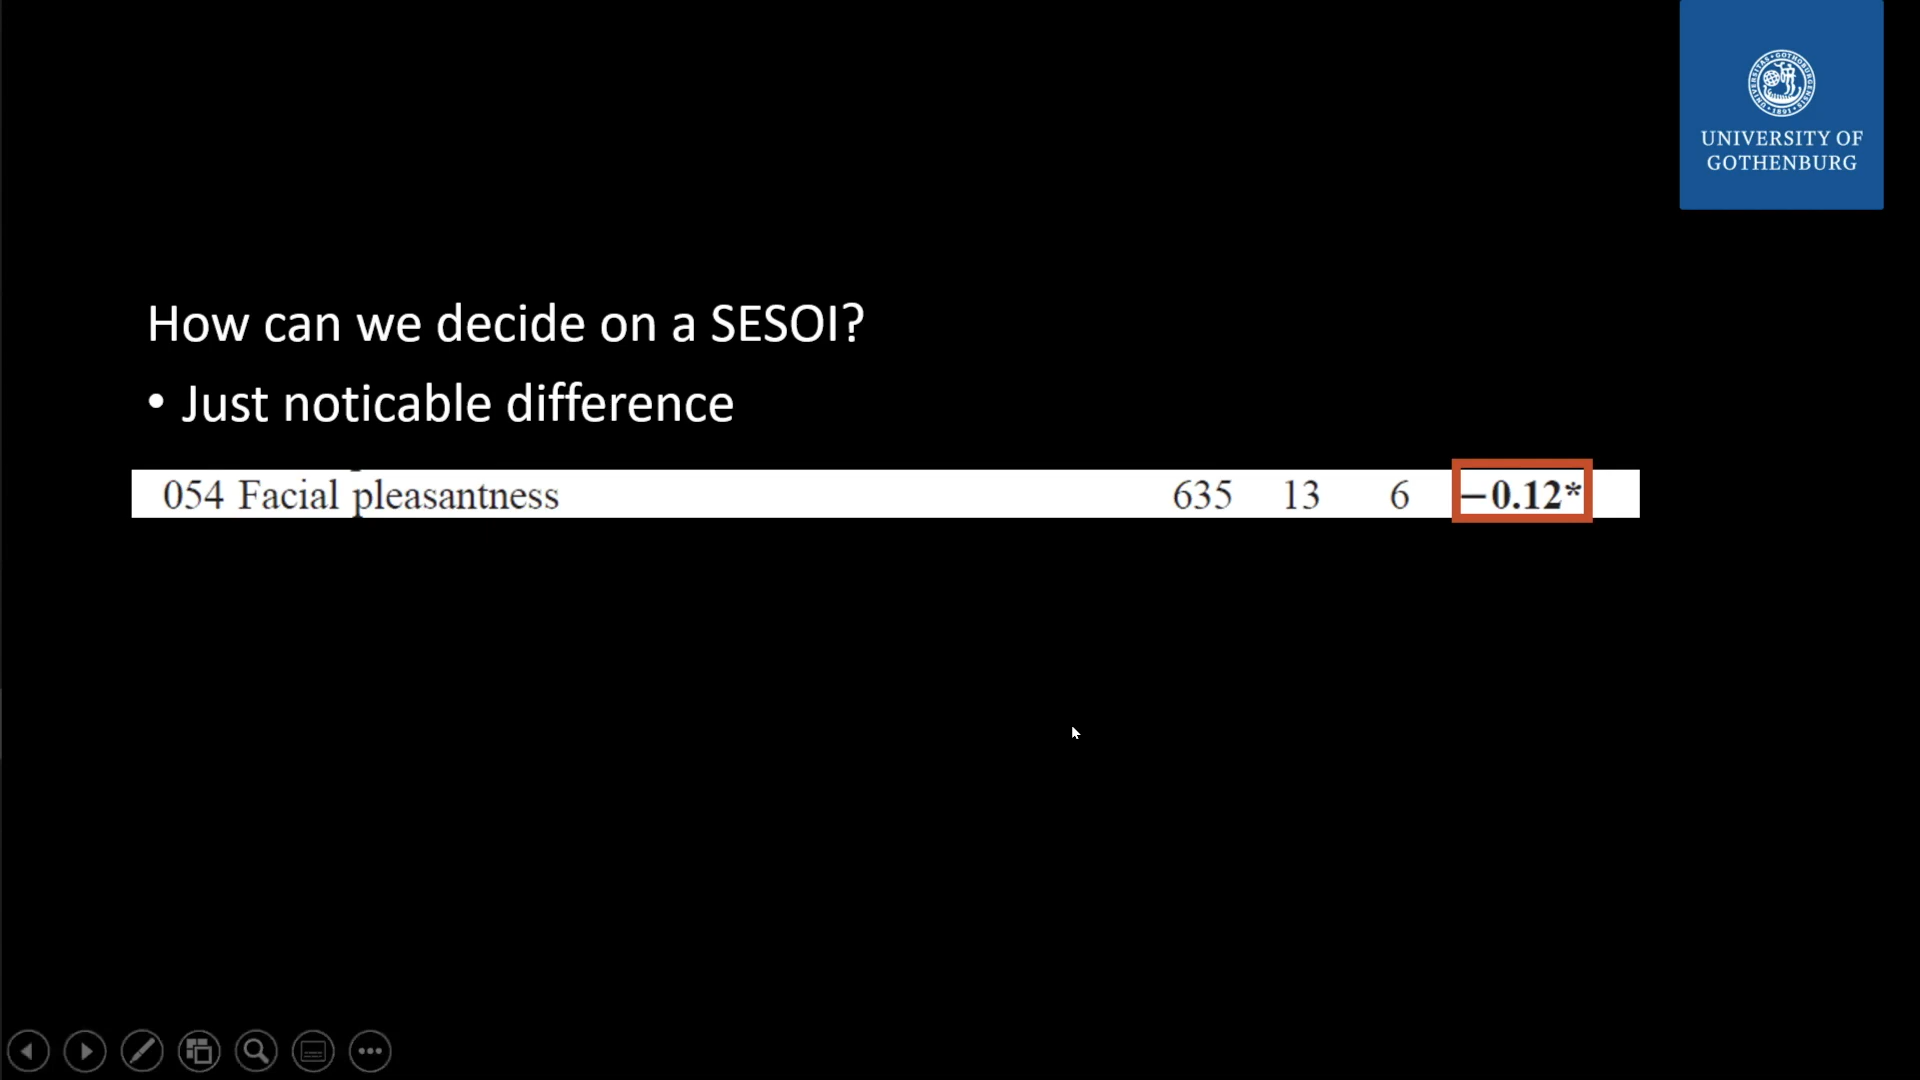 UNIVERSITY OF
GOTHENBURG
How can we decide on a SESOI?
• Just noticable difference
054 Facial pleasantness 635 13 6 −0.12*